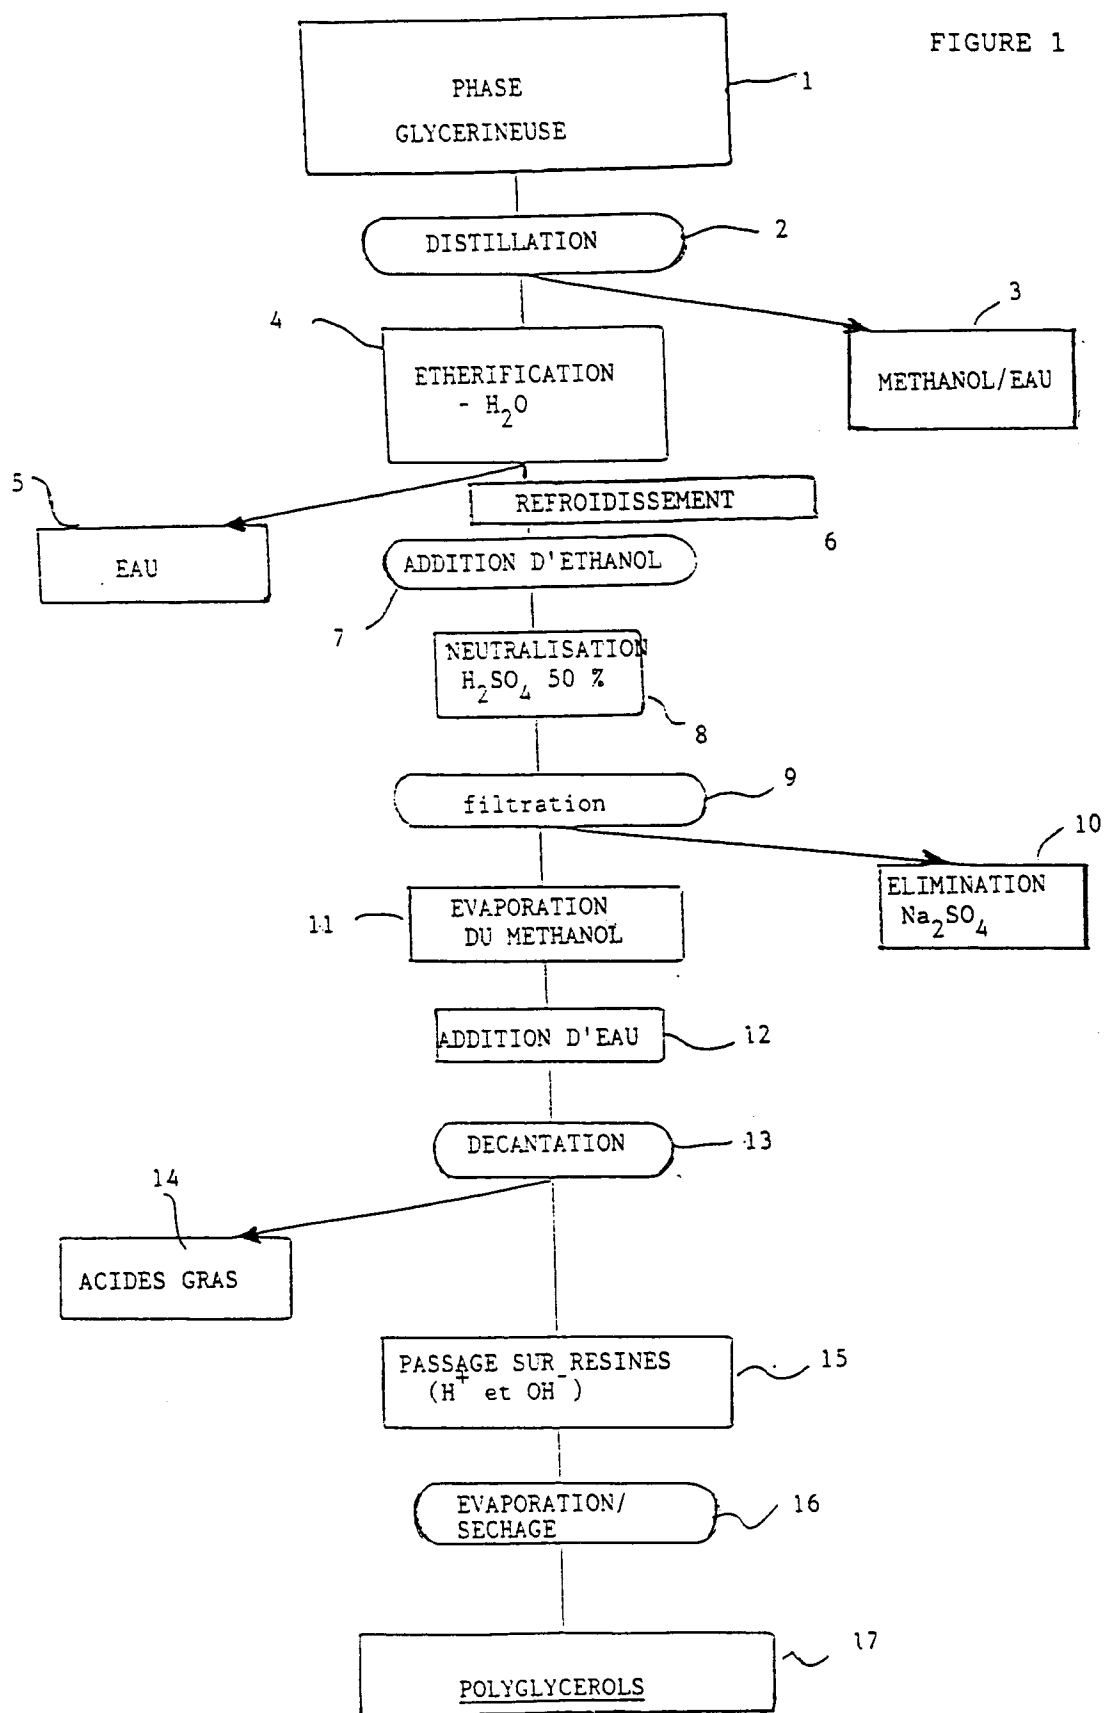 FIGURE 1
PHASE
GLYCERINEUSE
1
DISTILLATION
2
3
4
ETHERIFICATION
- H₂O
METHANOL/EAU
5
REFROIDISSEMENT
6
EAU
ADDITION D'ETHANOL
7
NEUTRALISATION
H₂SO₄ 50 %
8
filtration
9
10
ELIMINATION
Na₂SO₄
11
EVAPORATION
DU METHANOL
ADDITION D'EAU
12
DECANTATION
13
14
ACIDES GRAS
PASSAGE SUR RESINES
(H⁺ et OH⁻)
15
EVAPORATION/
SECHAGE
16
17
POLYGLYCEROLS